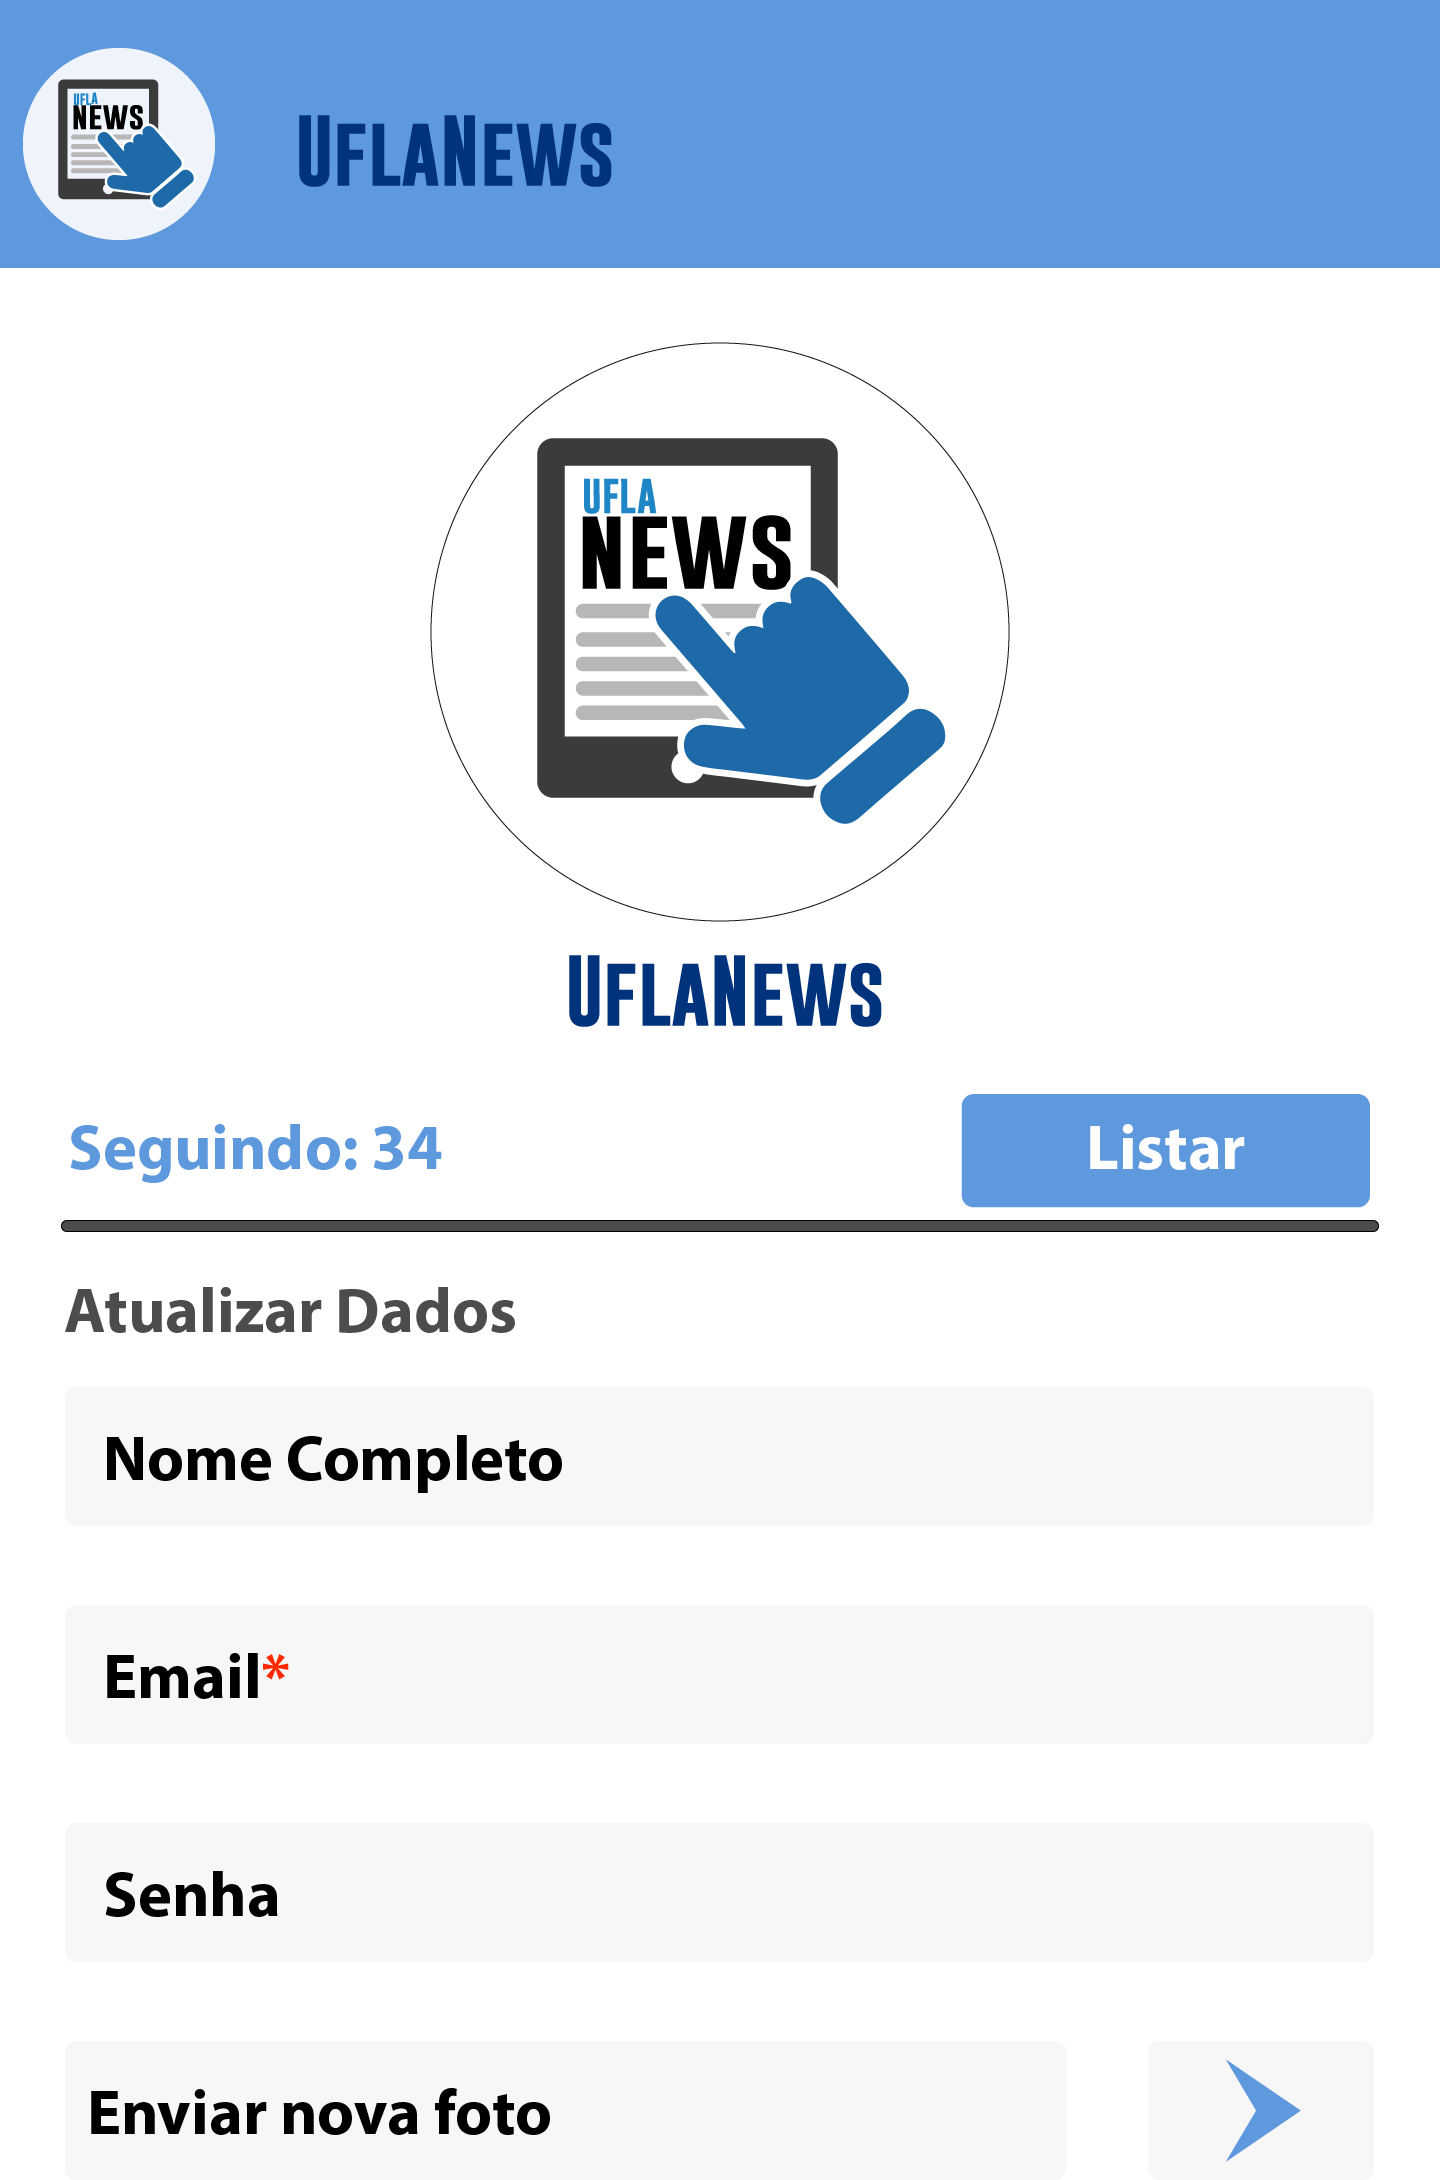 UFLA
NEWS
UFLANEWS
UFLA
NEWS
UFLANEWS
Seguindo: 34
Listar
Atualizar Dados
Nome Completo
Email*
Senha
Enviar nova foto